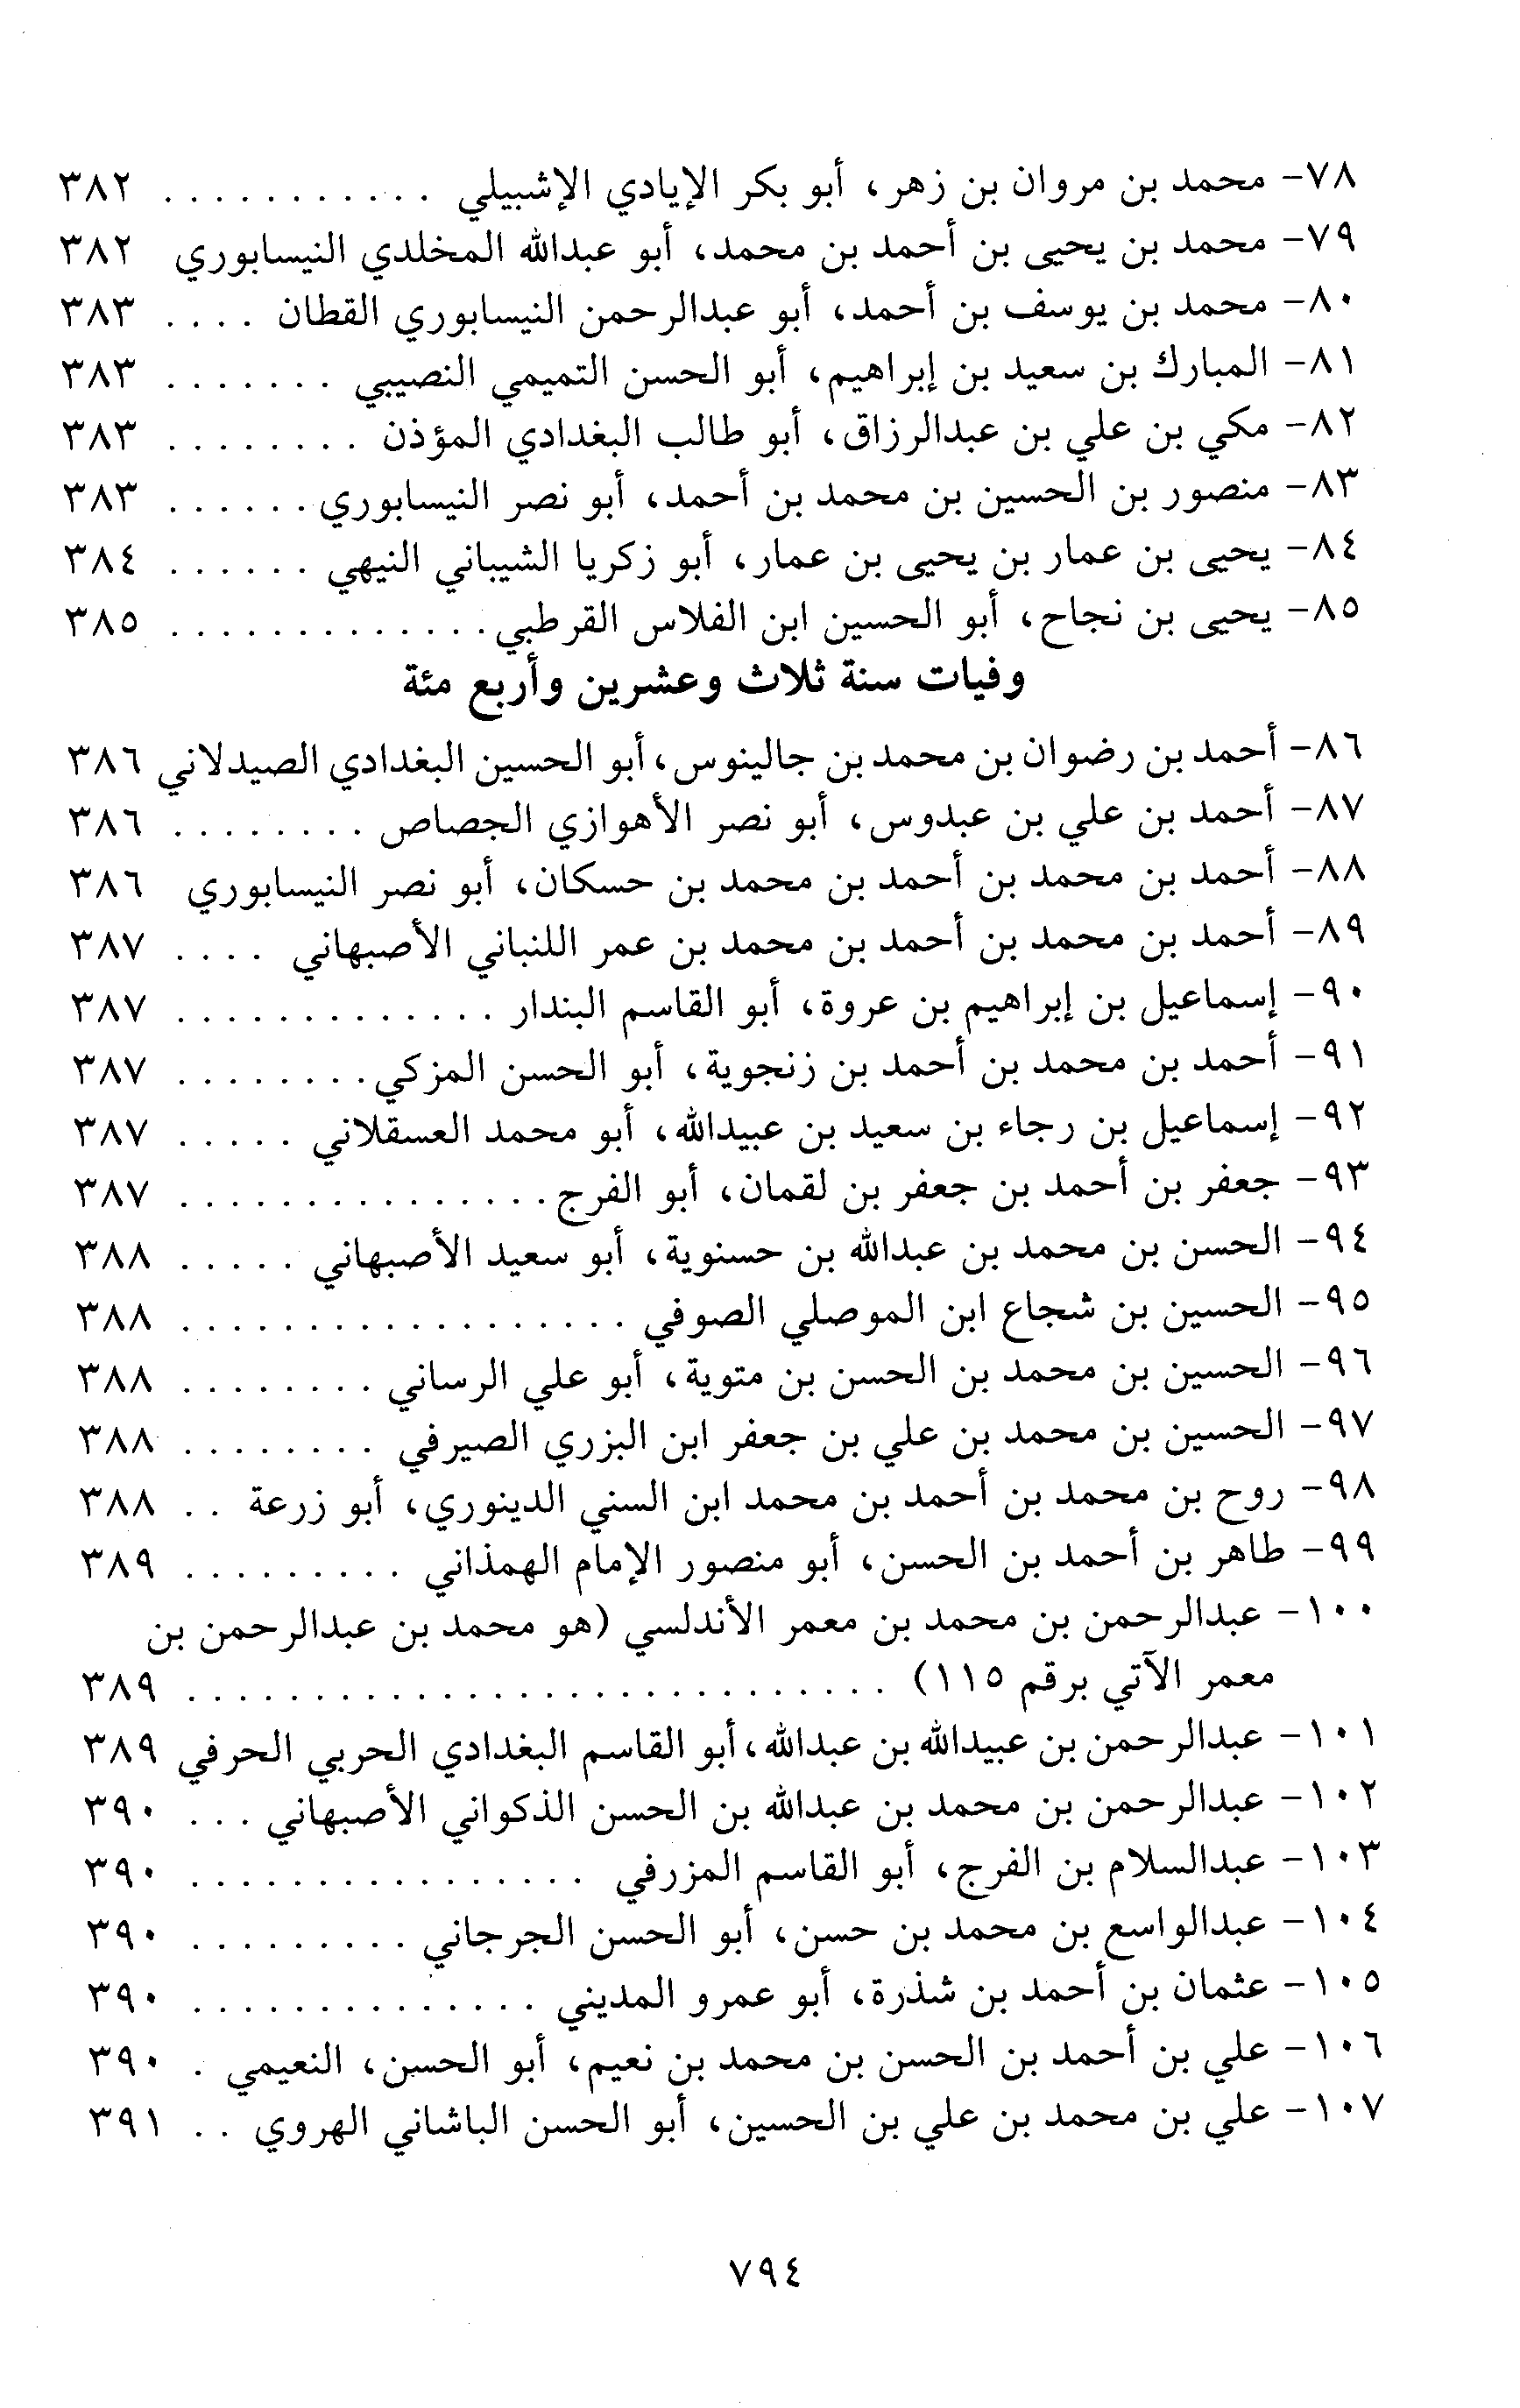 ٧٨- محمد بن مروان بن زهر، أبو بكر الإيادي الإشبيلي . . . . . . . . . . . ٣٨٢
٧٩- محمد بن يحيى بن أحمد بن محمد، أبو عبدالله المخلدي النيسابوري ٣٨٢
٨٠- محمد بن يوسف بن أحمد، أبو عبدالرحمن النيسابوري القطان . . . . ٣٨٣
٨١- المبارك بن سعيد بن إبراهيم، أبو الحسن التميمي النصيبي . . . . . . . ٣٨٣
٨٢- مكي بن علي بن عبدالرزاق، أبو طالب البغدادي المؤذن . . . . . . . . ٣٨٣
٨٣- منصور بن الحسين بن محمد بن أحمد، أبو نصر النيسابوري . . . . . . ٣٨٣
٨٤- يحيى بن عمار بن يحيى بن عمار، أبو زكريا الشيباني النيهي . . . . . . ٣٨٤
٨٥- يحيى بن نجاح، أبو الحسين ابن الفلاس القرطبي . . . . . . . . . . . . . ٣٨٥
وفيات سنة ثلاث وعشرين وأربع مئة
٨٦- أحمد بن رضوان بن محمد بن جالينوس، أبو الحسين البغدادي الصيدلاني ٣٨٦
٨٧- أحمد بن علي بن عبدوس، أبو نصر الأهوازي الجصاص . . . . . . . . ٣٨٦
٨٨- أحمد بن محمد بن أحمد بن محمد بن حسكان، أبو نصر النيسابوري ٣٨٦
٨٩- أحمد بن محمد بن أحمد بن محمد بن عمر اللنباني الأصبهاني . . . . ٣٨٧
٩٠- إسماعيل بن إبراهيم بن عروة، أبو القاسم البندار . . . . . . . . . . . . . ٣٨٧
٩١- أحمد بن محمد بن أحمد بن زنجوية، أبو الحسن المزكي . . . . . . . . ٣٨٧
٩٢- إسماعيل بن رجاء بن سعيد بن عبيدالله، أبو محمد العسقلاني . . . . . ٣٨٧
٩٣- جعفر بن أحمد بن جعفر بن لقمان، أبو الفرج . . . . . . . . . . . . . . . ٣٨٧
٩٤- الحسن بن محمد بن عبدالله بن حسنوية، أبو سعيد الأصبهاني . . . . . ٣٨٨
٩٥- الحسين بن شجاع ابن الموصلي الصوفي . . . . . . . . . . . . . . . . . . ٣٨٨
٩٦- الحسين بن محمد بن الحسن بن متوية، أبو علي الرساني . . . . . . . . ٣٨٨
٩٧- الحسين بن محمد بن علي بن جعفر ابن البزري الصيرفي . . . . . . . . ٣٨٨
٩٨- روح بن محمد بن أحمد بن محمد ابن السني الدينوري، أبو زرعة . . ٣٨٨
٩٩- طاهر بن أحمد بن الحسن، أبو منصور الإمام الهمذاني . . . . . . . . . ٣٨٩
١٠٠- عبدالرحمن بن محمد بن معمر الأندلسي (هو محمد بن عبدالرحمن بن
معمر الآتي برقم ١١٥) . . . . . . . . . . . . . . . . . . . . . . . . . . . . ٣٨٩
١٠١- عبدالرحمن بن عبيدالله بن عبدالله، أبو القاسم البغدادي الحربي الحرفي ٣٨٩
١٠٢- عبدالرحمن بن محمد بن عبدالله بن الحسن الذكواني الأصبهاني . . . ٣٩٠
١٠٣- عبدالسلام بن الفرج، أبو القاسم المزرفي . . . . . . . . . . . . . . . . ٣٩٠
١٠٤- عبدالواسع بن محمد بن حسن، أبو الحسن الجرجاني . . . . . . . . . ٣٩٠
١٠٥- عثمان بن أحمد بن شذرة، أبو عمرو المديني . . . . . . . . . . . . . . ٣٩٠
١٠٦- علي بن أحمد بن الحسن بن محمد بن نعيم، أبو الحسن، النعيمي . ٣٩٠
١٠٧- علي بن محمد بن علي بن الحسين، أبو الحسن الباشاني الهروي . . ٣٩١
٧٩٤